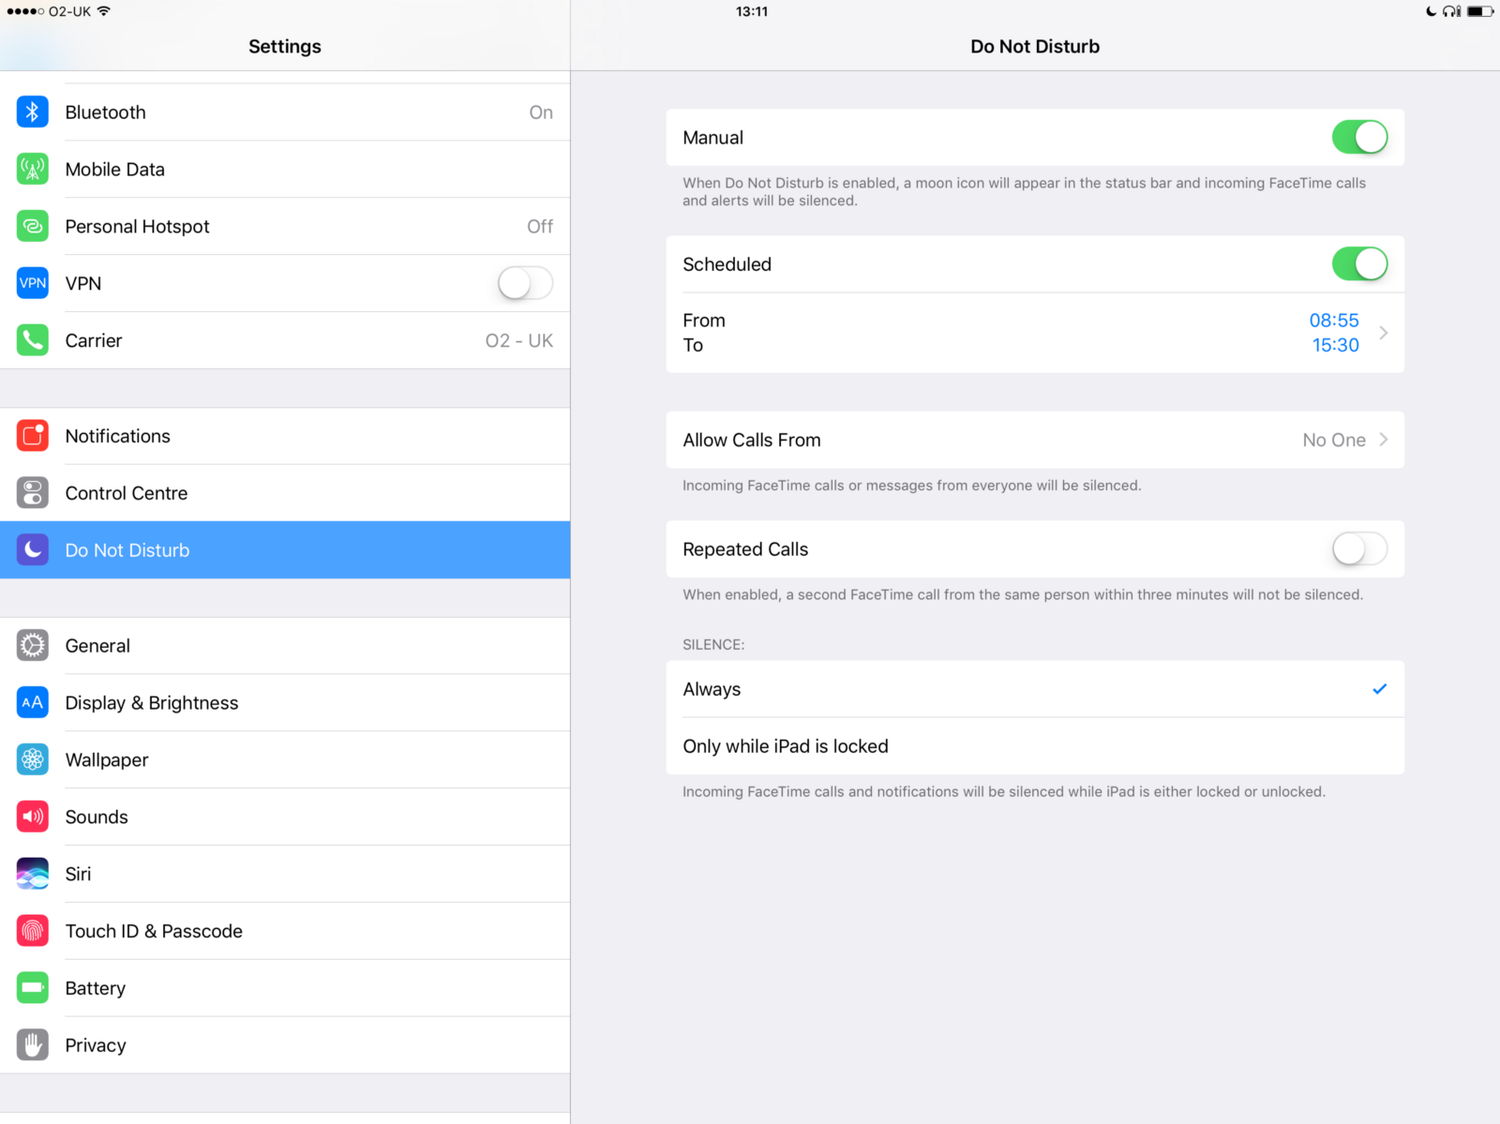 O2-UK
13:11
Settings
Do Not Disturb
Bluetooth On
Mobile Data
Personal Hotspot Off
VPN VPN
Carrier O2 - UK
Notifications
Control Centre
Do Not Disturb
General
AA Display & Brightness
Wallpaper
Sounds
Siri
Touch ID & Passcode
Battery
Privacy
Manual
When Do Not Disturb is enabled, a moon icon will appear in the status bar and incoming FaceTime calls
and alerts will be silenced.
Scheduled
From 08:55
To 15:30
Allow Calls From No One
Incoming FaceTime calls or messages from everyone will be silenced.
Repeated Calls
When enabled, a second FaceTime call from the same person within three minutes will not be silenced.
SILENCE:
Always
Only while iPad is locked
Incoming FaceTime calls and notifications will be silenced while iPad is either locked or unlocked.